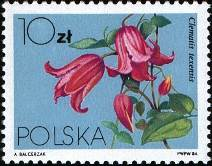 10 zł
Clematis texensis
POLSKA
A. BALCERZAK
PWPW 84